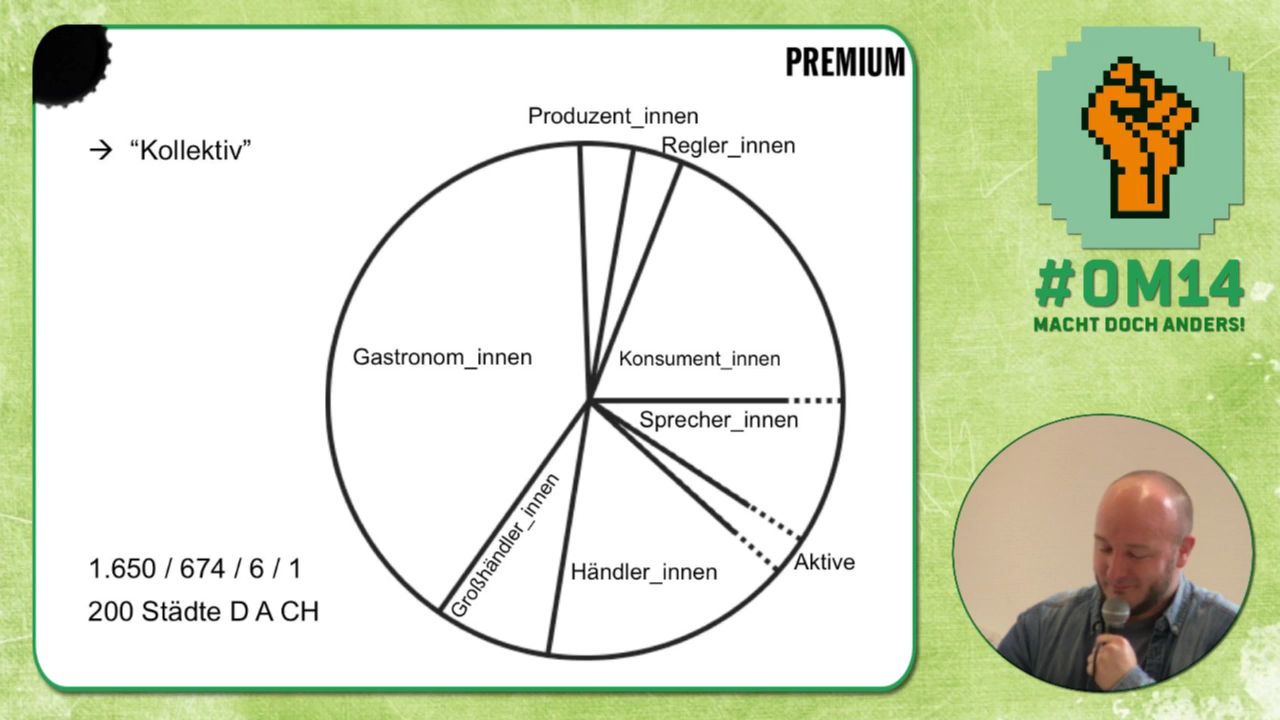 PREMIUM
→ “Kollektiv”
Produzent_innen
Regler_innen
Gastronom_innen
Konsument_innen
Sprecher_innen
Aktive
Händler_innen
Großhändler_innen
1.650 / 674 / 6 / 1
200 Städte D A CH
#OM14
MACHT DOCH ANDERS!